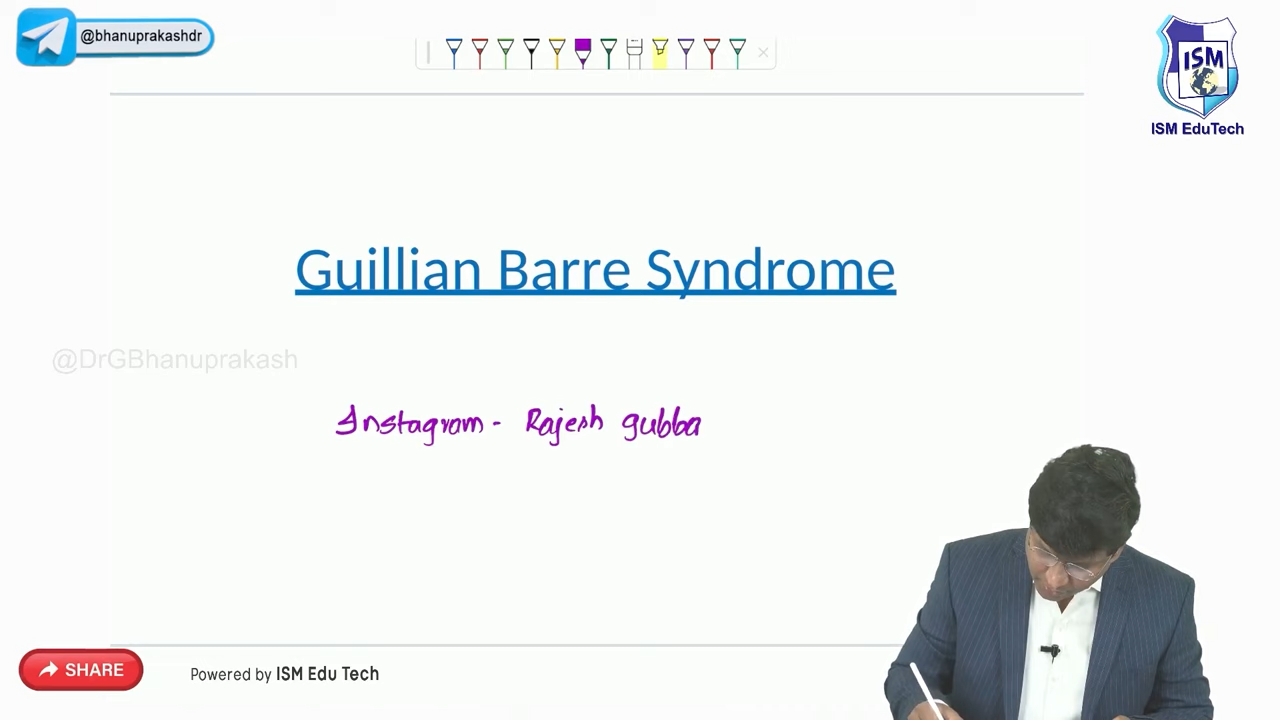 @bhanuprakashdr
ISM
ISM EduTech
Guillian Barre Syndrome
@DrGBhanuprakash
Instagram - Rajesh gubba
SHARE
Powered by ISM Edu Tech